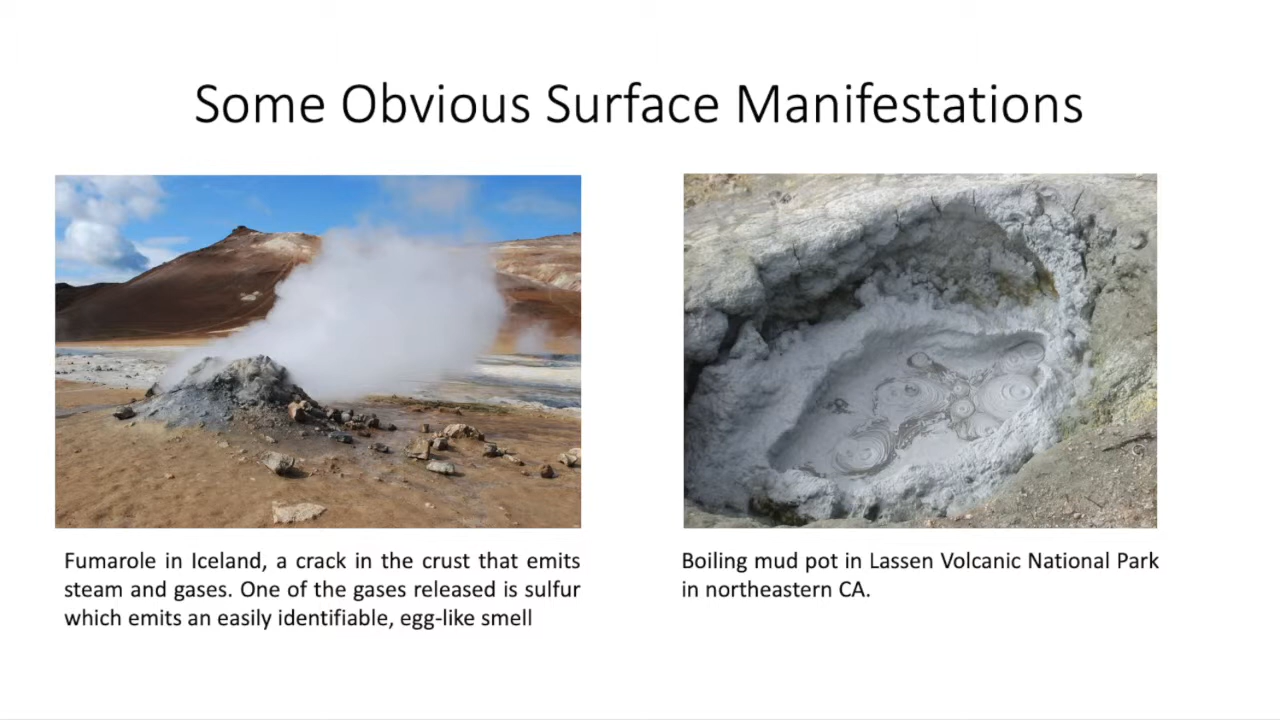 Some Obvious Surface Manifestations
Fumarole in Iceland, a crack in the crust that emits
steam and gases. One of the gases released is sulfur
which emits an easily identifiable, egg-like smell
Boiling mud pot in Lassen Volcanic National Park
in northeastern CA.